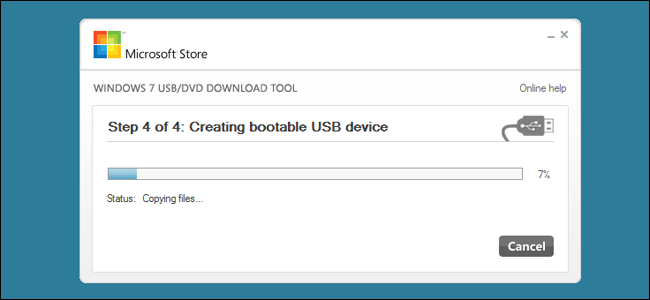 Microsoft Store
WINDOWS 7 USB/DVD DOWNLOAD TOOL
Online help
Step 4 of 4: Creating bootable USB device
7%
Status: Copying files...
Cancel